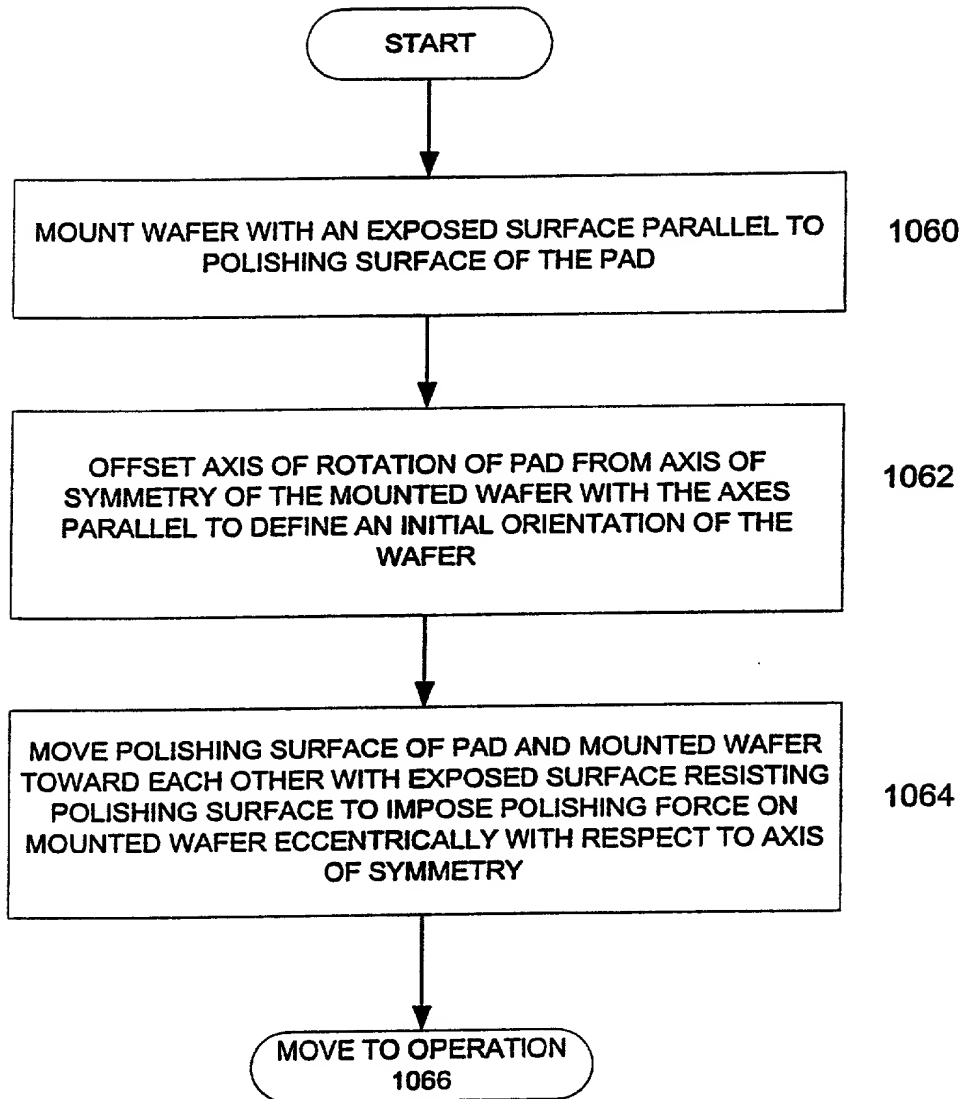 START
MOUNT WAFER WITH AN EXPOSED SURFACE PARALLEL TO
POLISHING SURFACE OF THE PAD
1060
OFFSET AXIS OF ROTATION OF PAD FROM AXIS OF
SYMMETRY OF THE MOUNTED WAFER WITH THE AXES
PARALLEL TO DEFINE AN INITIAL ORIENTATION OF THE
WAFER
1062
MOVE POLISHING SURFACE OF PAD AND MOUNTED WAFER
TOWARD EACH OTHER WITH EXPOSED SURFACE RESISTING
POLISHING SURFACE TO IMPOSE POLISHING FORCE ON
MOUNTED WAFER ECCENTRICALLY WITH RESPECT TO AXIS
OF SYMMETRY
1064
MOVE TO OPERATION
1066